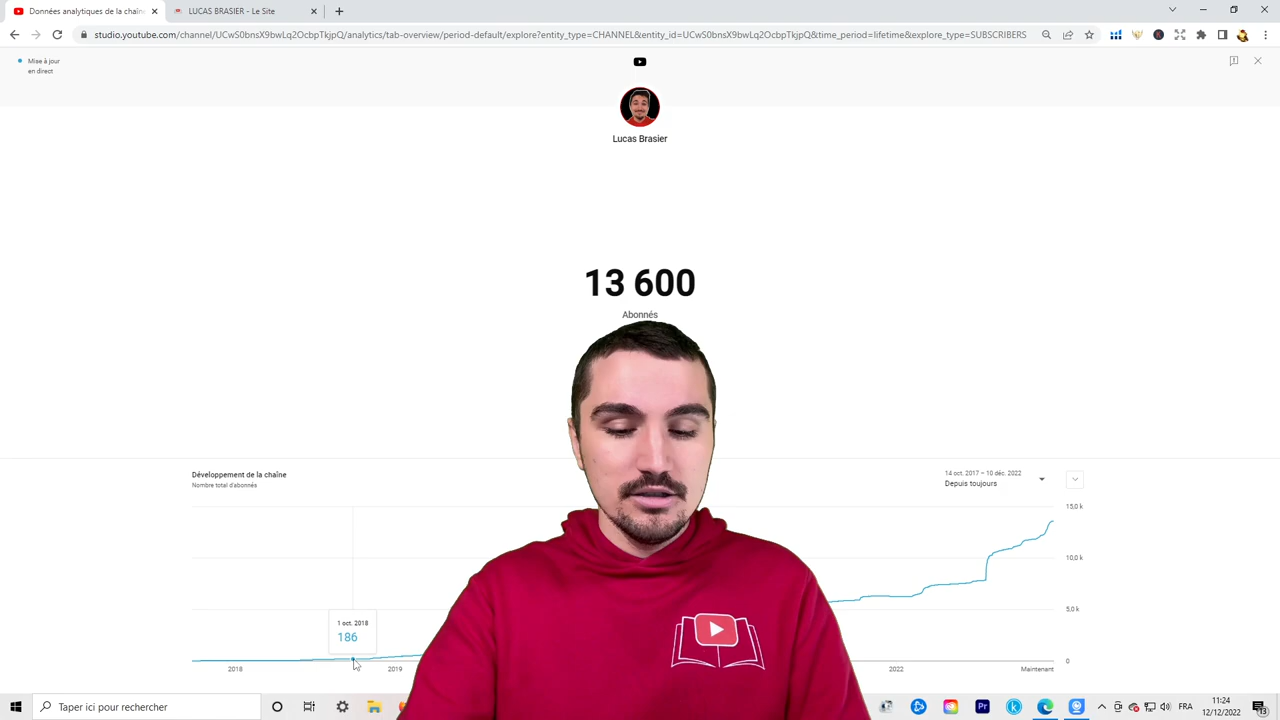 Données analytiques de la chaîn
LUCAS BRASIER - Le Site
studio.youtube.com/channel/UCwS0bnsX9bwLq2OcbpTkjpQ/analytics/tab-overview/period-default/explore?entity_type=CHANNEL&entity_id=UCwS0bnsX9bwLq2OcbpTkjpQ&time_period=lifetime&explore_type=SUBSCRIBERS
Mise à jour
en direct
Lucas Brasier
13 600
Abonnés
Développement de la chaîne
Nombre total d'abonnés
14 oct. 2017 – 10 déc. 2022
Depuis toujours
15,0 k
10,0 k
5,0 k
0
1 oct. 2018
186
2018
2019
2022
Maintenant
Taper ici pour rechercher
Pr
FRA
11:24
12/12/2022